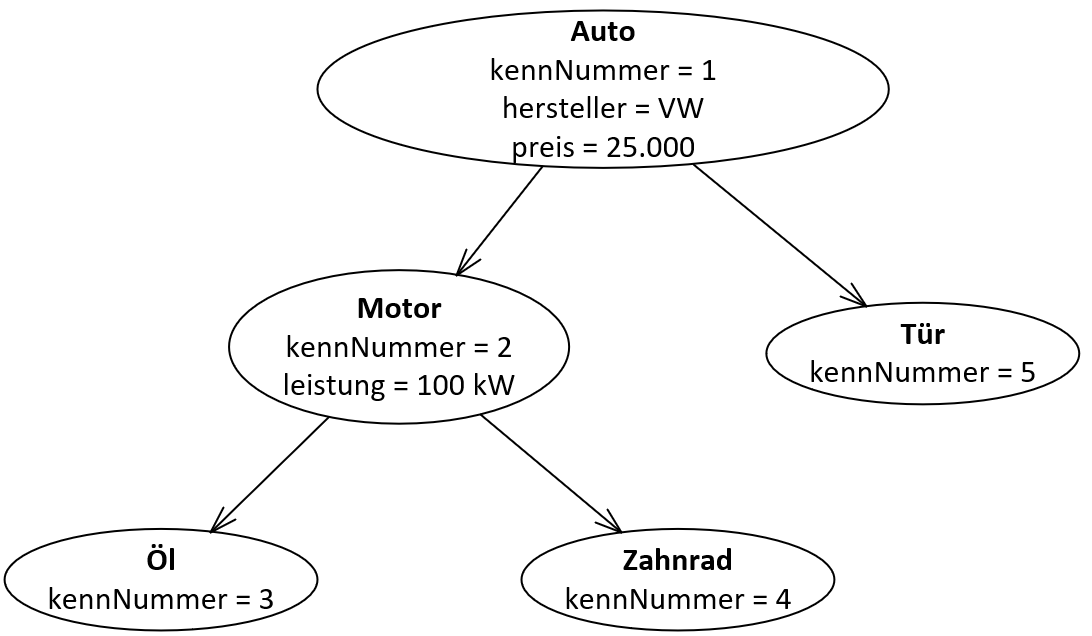 Auto
kennNummer = 1
hersteller = VW
preis = 25.000
Motor
kennNummer = 2
leistung = 100 kW
Tür
kennNummer = 5
Öl
kennNummer = 3
Zahnrad
kennNummer = 4